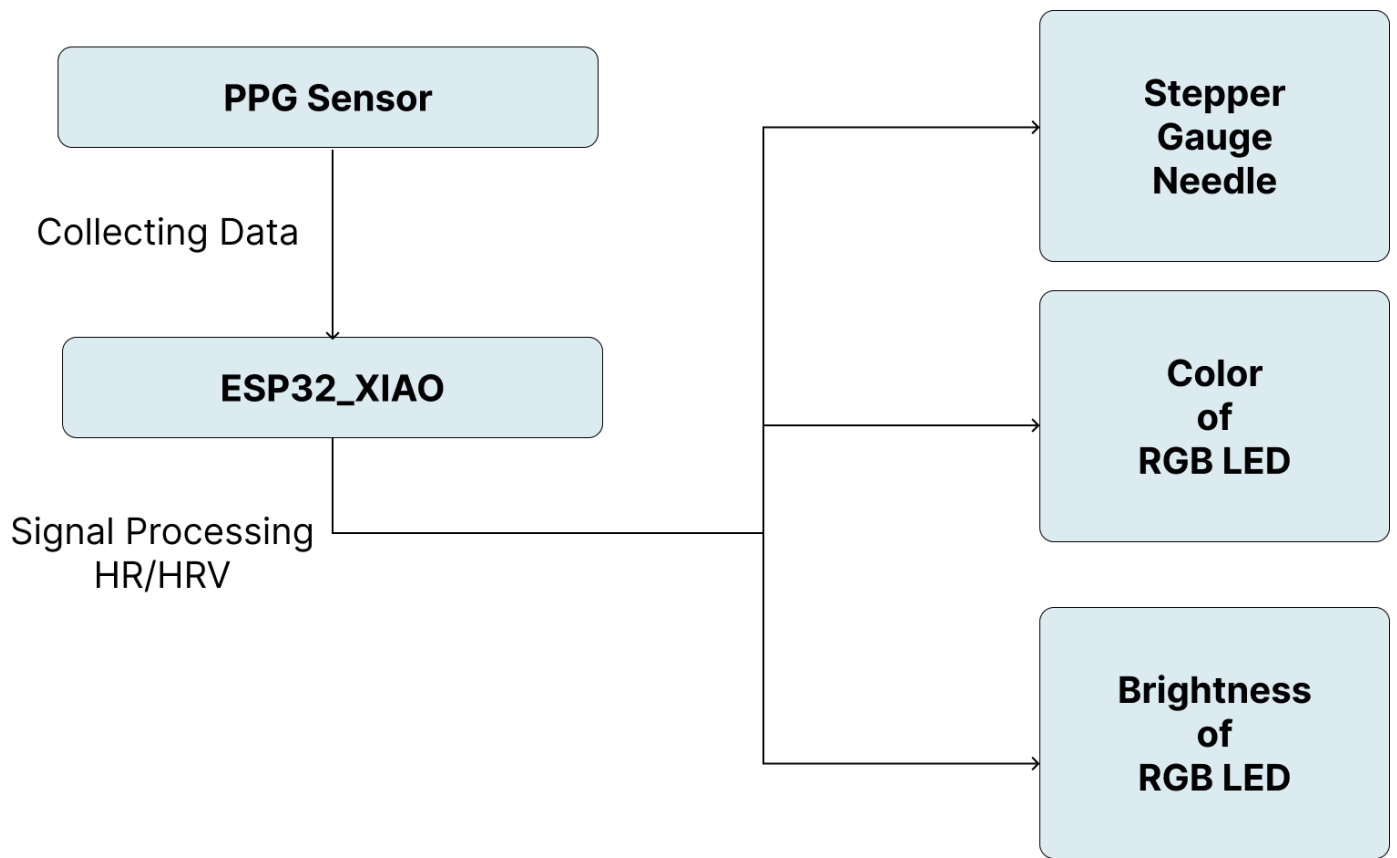 PPG Sensor
Collecting Data
ESP32_XIAO
Signal Processing
HR/HRV
Stepper
Gauge
Needle
Color
of
RGB LED
Brightness
of
RGB LED